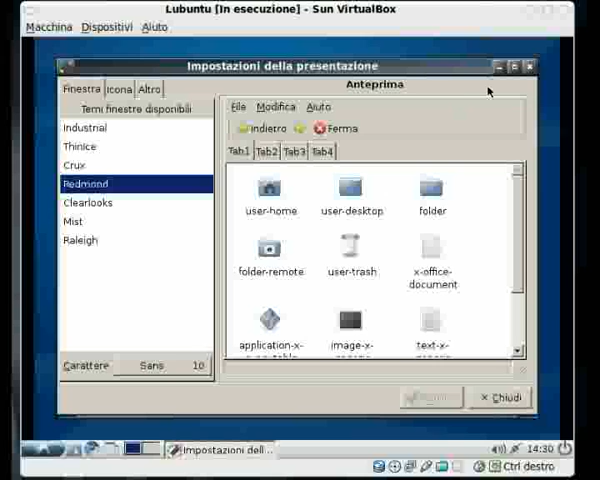 Lubuntu [In esecuzione] - Sun VirtualBox
Macchina Dispositivi Aiuto
Impostazioni della presentazione
Finestra Icona Altro
Anteprima
Temi finestre disponibili
Industrial
ThinIce
Crux
Redmond
Clearlooks
Mist
Raleigh
Carattere Sans 10
File Modifica Aiuto
Indietro Ferma
Tab1 Tab2 Tab3 Tab4
user-home user-desktop folder
folder-remote user-trash x-office-
document
application-x- image-x- text-x-
Chiudi
Impostazioni dell... 14:30
Ctrl destro